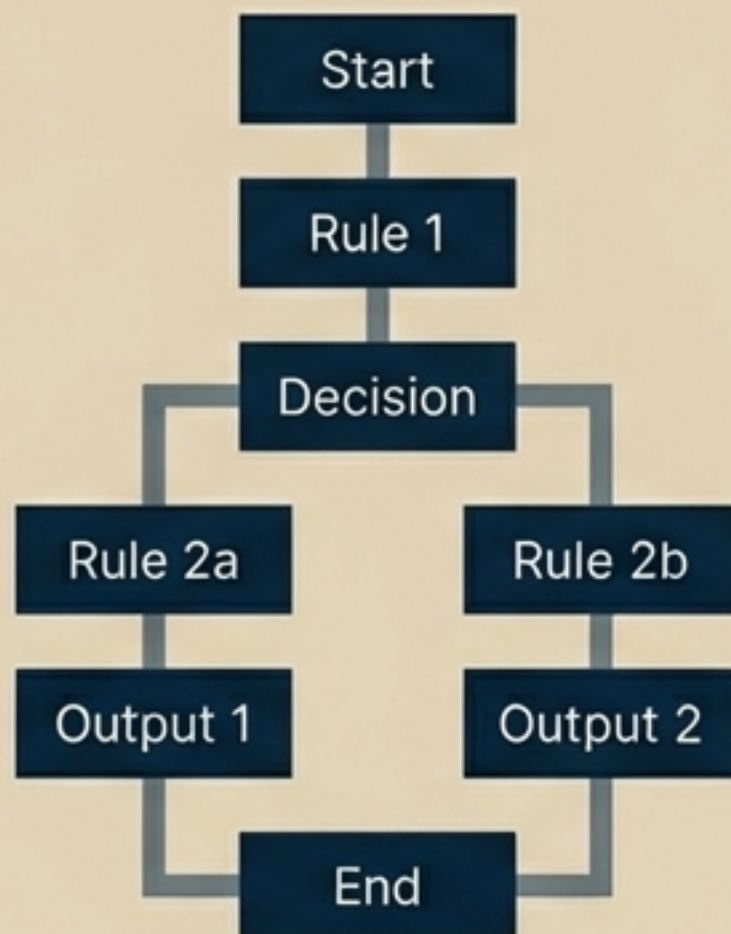 Start
Rule 1
Decision
Rule 2a
Rule 2b
Output 1
Output 2
End